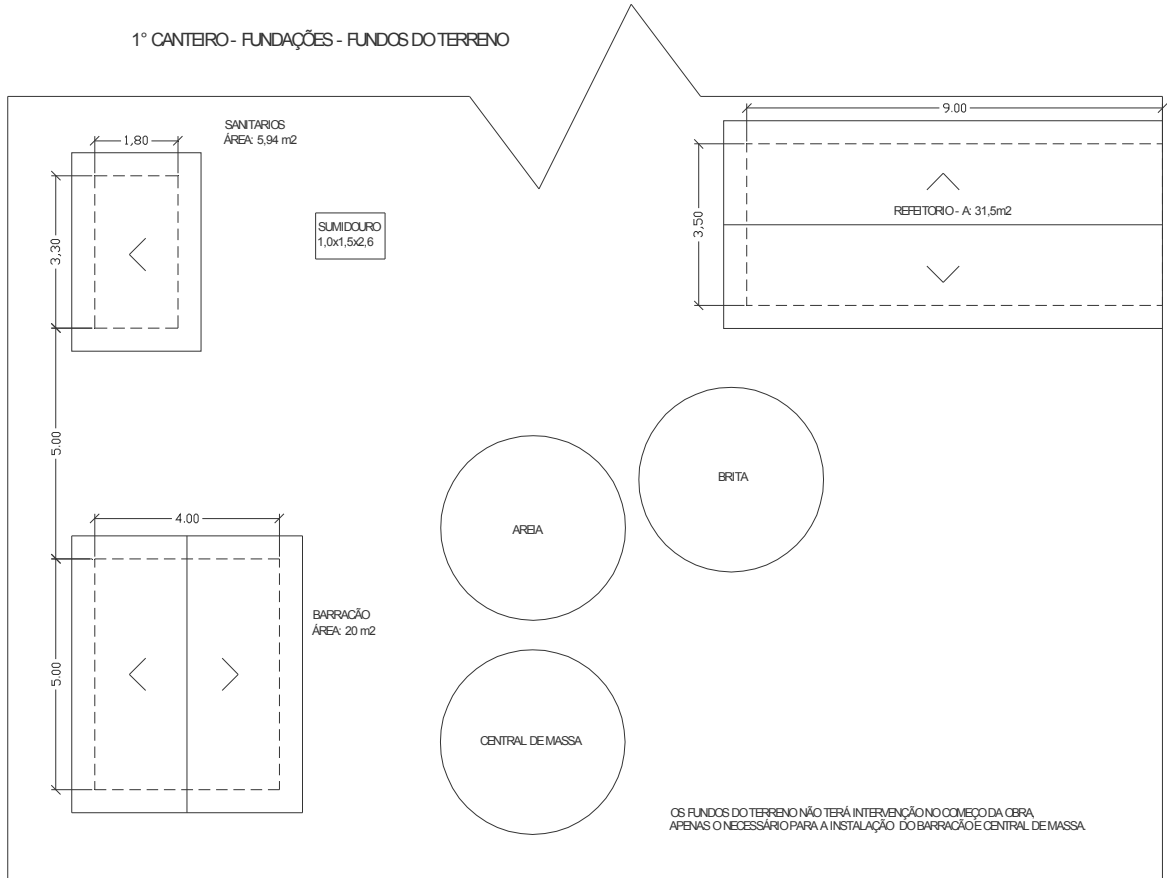 1° CANTEIRO - FUNDAÇÕES - FUNDOS DO TERRENO
9.00
SANITARIOS
ÁREA: 5,94 m2
1,80
3,30
SUMIDOURO
1,0x1,5x2,6
3,50
REFEITORIO - A: 31,5m2
5.00
BRITA
AREIA
4.00
BARRACÃO
ÁREA: 20 m2
5.00
CENTRAL DE MASSA
OS FUNDOS DO TERRENO NÃO TERÁ INTERVENÇÃO NO COMEÇO DA OBRA,
APENAS O NECESSÁRIO PARA A INSTALAÇÃO DO BARRACÃO E CENTRAL DE MASSA.